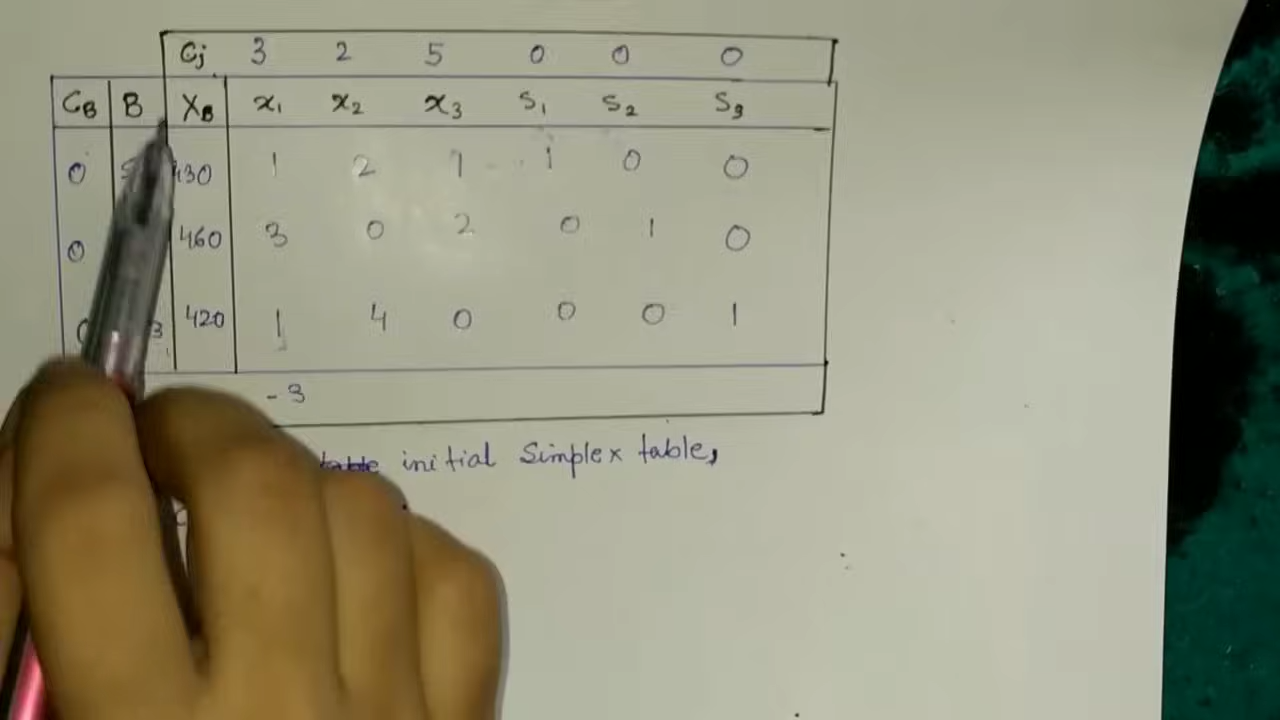 Cj 3 2 5 0 0 0
CB B XB x1 x2 x3 s1 s2 s3
0 430 1 2 1 1 0 0
0 460 3 0 2 0 1 0
3 420 1 4 0 0 0 1
-3
table initial Simplex table,